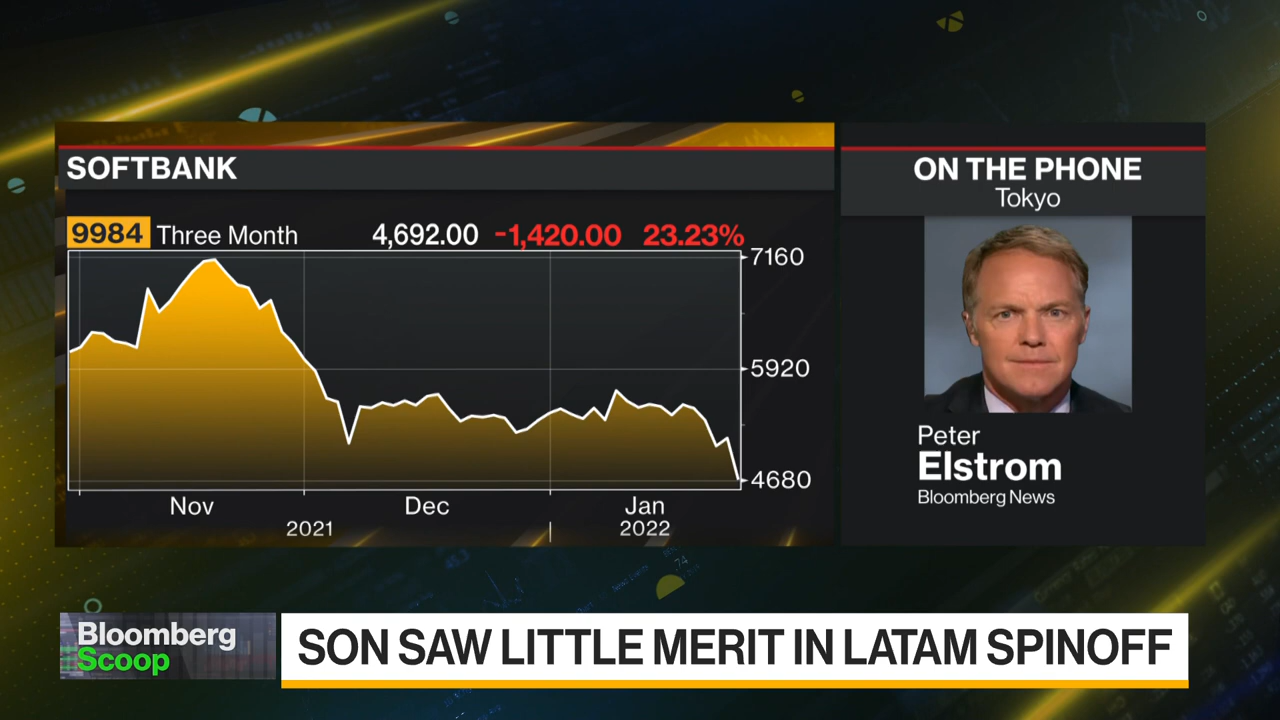 SOFTBANK
9984 Three Month 4,692.00 -1,420.00 23.23%
7160
5920
4680
Nov Dec Jan
2021 2022
ON THE PHONE
Tokyo
Peter
Elstrom
Bloomberg News
Bloomberg
Scoop
SON SAW LITTLE MERIT IN LATAM SPINOFF